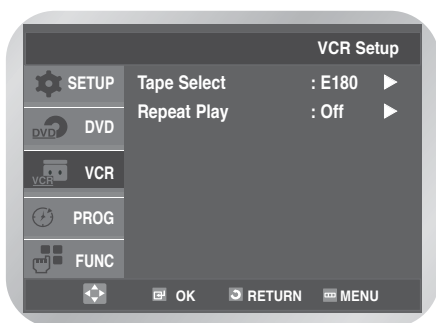 VCR Setup
SETUP
Tape Select : E180 ►
Repeat Play : Off ►
DVD DVD
VCR VCR
PROG
FUNC
OK RETURN MENU